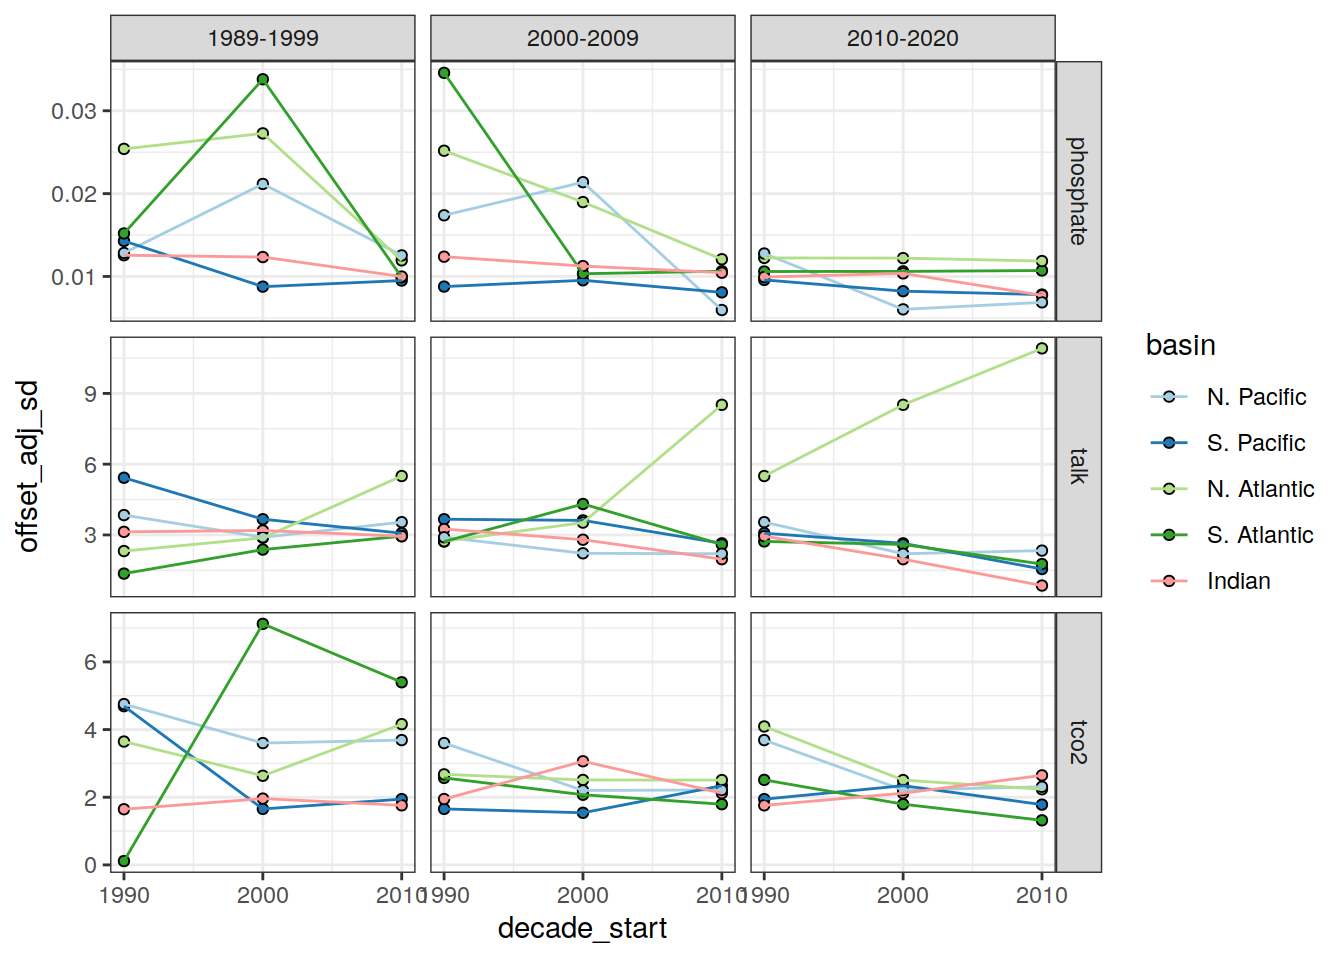 1989-1999 2000-2009 2010-2020
0.03
0.02
0.01
phosphate
9
6
3
talk
6
4
2
0
tco2
1990 2000 2010 1990 2000 2010 1990 2000 2010
decade_start
offset_adj_sd
basin
N. Pacific
S. Pacific
N. Atlantic
S. Atlantic
Indian